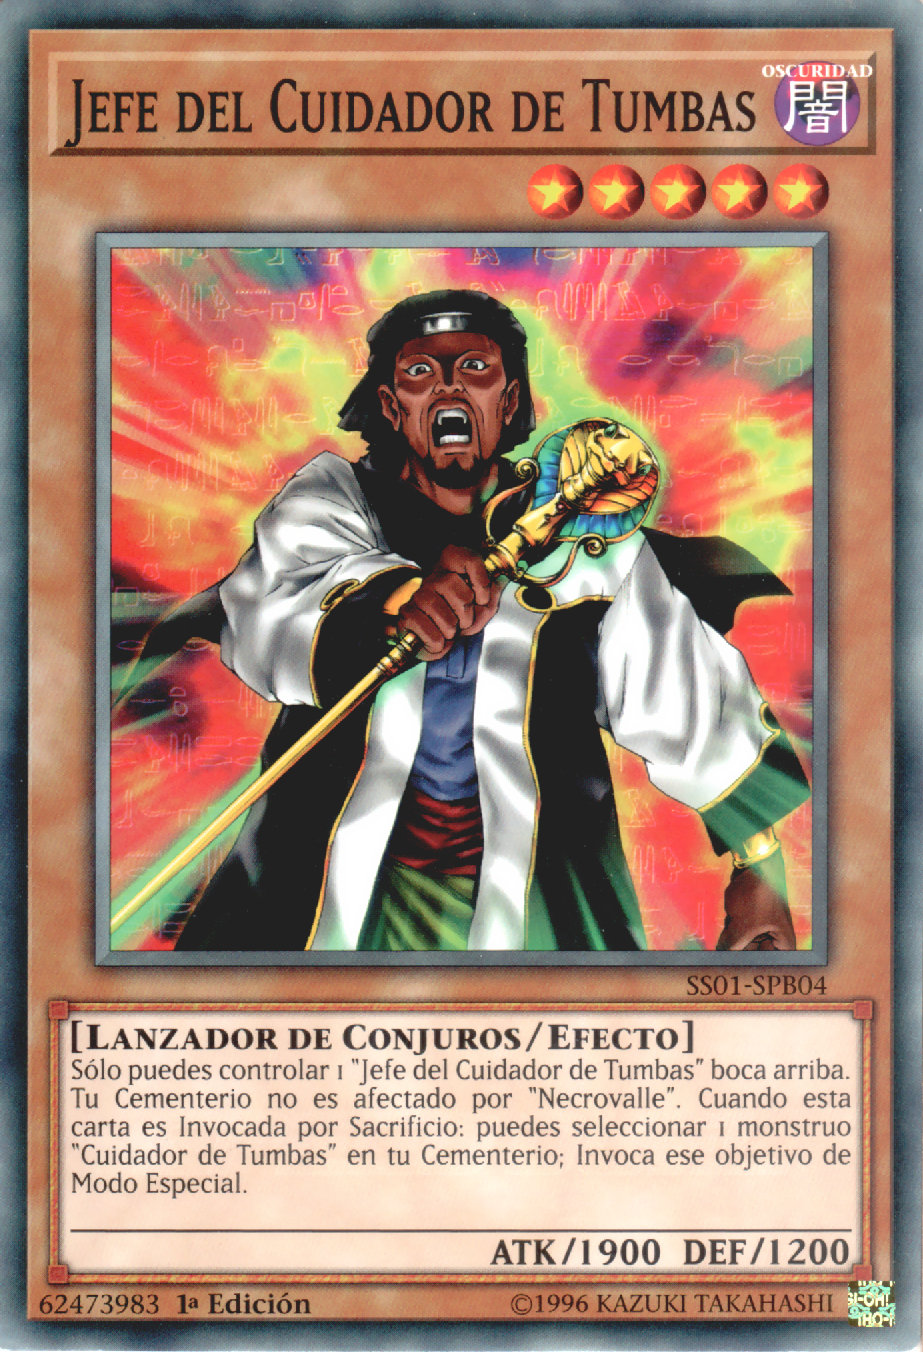 JEFE DEL CUIDADOR DE TUMBAS
OSCURIDAD
闇
SS01-SPB04
[LANZADOR DE CONJUROS/EFECTO]
Sólo puedes controlar 1 "Jefe del Cuidador de Tumbas" boca arriba.
Tu Cementerio no es afectado por "Necrovalle". Cuando esta
carta es Invocada por Sacrificio: puedes seleccionar 1 monstruo
"Cuidador de Tumbas" en tu Cementerio; Invoca ese objetivo de
Modo Especial.
ATK/1900 DEF/1200
62473983 1ª Edición ©1996 KAZUKI TAKAHASHI